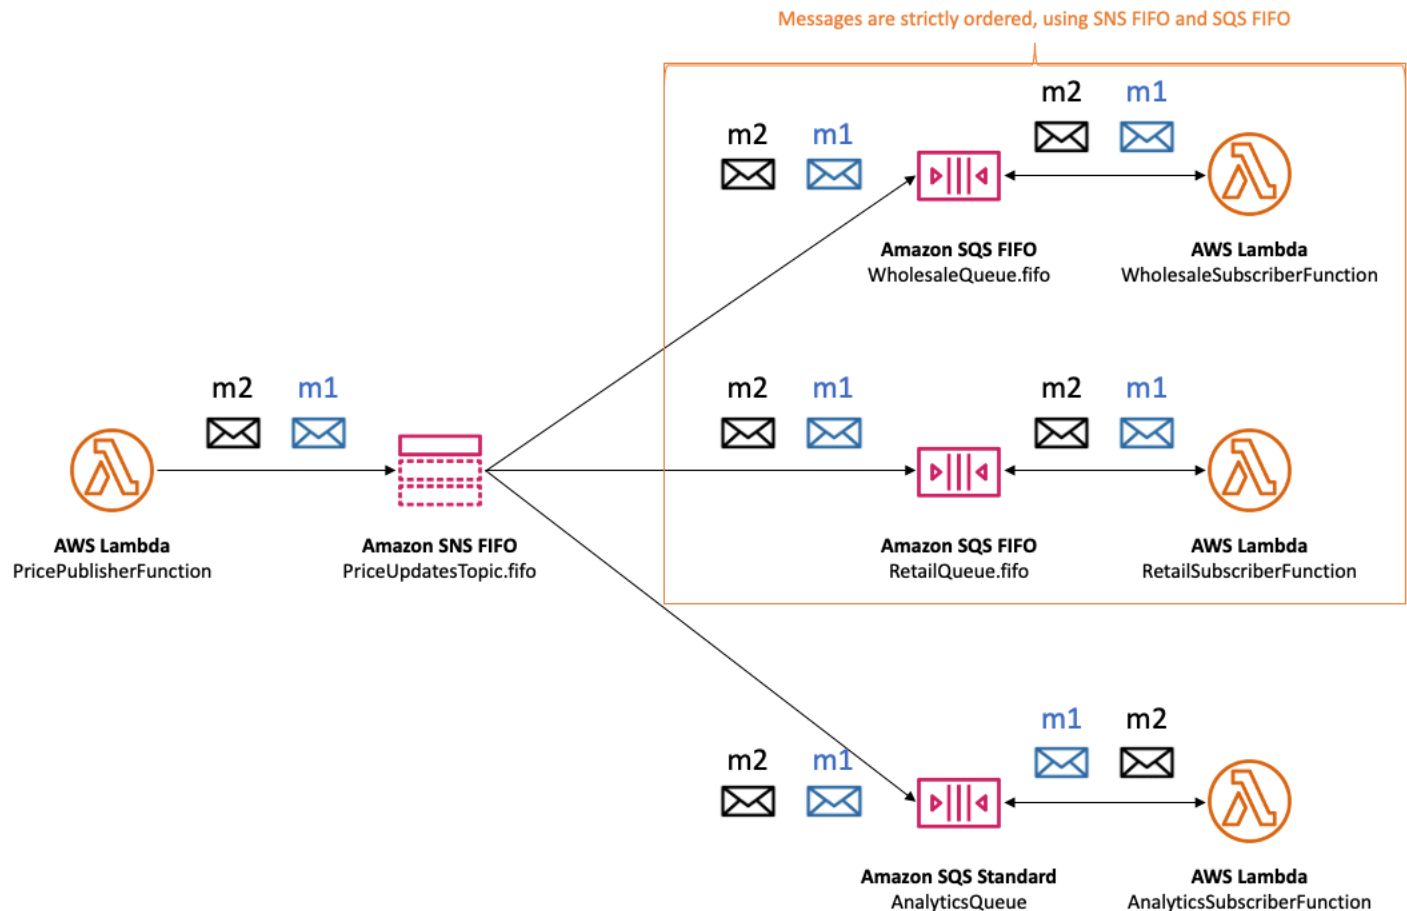 Messages are strictly ordered, using SNS FIFO and SQS FIFO
m2 m1
m2 m1
Amazon SQS FIFO
WholesaleQueue.fifo
AWS Lambda
WholesaleSubscriberFunction
m2 m1
m2 m1
m2 m1
AWS Lambda
PricePublisherFunction
Amazon SNS FIFO
PriceUpdatesTopic.fifo
Amazon SQS FIFO
RetailQueue.fifo
AWS Lambda
RetailSubscriberFunction
m2 m1
m1 m2
Amazon SQS Standard
AnalyticsQueue
AWS Lambda
AnalyticsSubscriberFunction